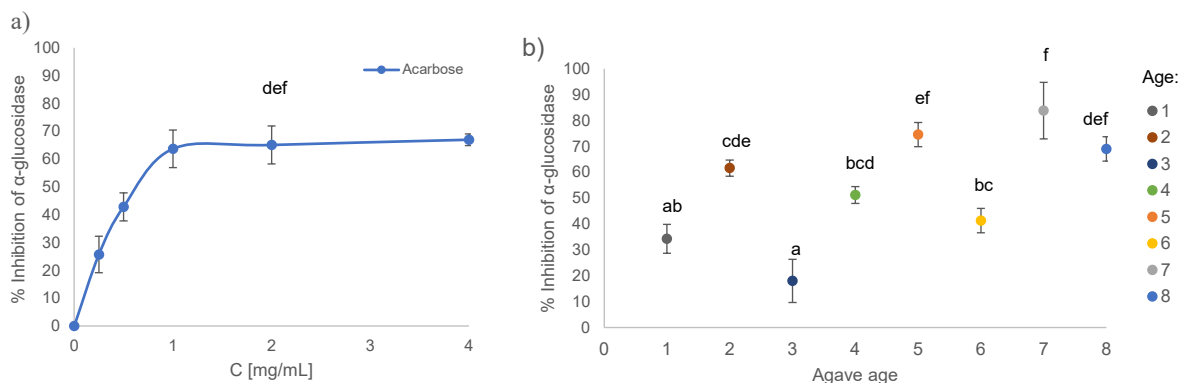 a)
% Inhibition of α-glucosidase
100
90
80
70
60
50
40
30
20
10
0
0 1 2 3 4
C [mg/mL]
Acarbose
def
b)
% Inhibition of α-glucosidase
100
90
80
70
60
50
40
30
20
10
0
0 1 2 3 4 5 6 7 8
Agave age
ab
cde
a
bcd
ef
bc
f
def
Age:
1
2
3
4
5
6
7
8